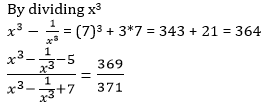 By dividing x³
x³ − 1/x³ = (7)³ + 3*7 = 343 + 21 = 364
(x³ − 1/x³ − 5)/(x³ − 1/x³ + 7) = 369/371